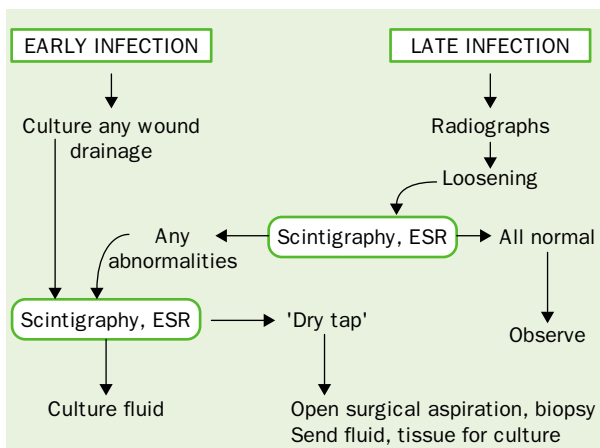 EARLY INFECTION
LATE INFECTION
Culture any wound
drainage
Radiographs
Loosening
Any
abnormalities
Scintigraphy, ESR
All normal
Scintigraphy, ESR
'Dry tap'
Observe
Culture fluid
Open surgical aspiration, biopsy
Send fluid, tissue for culture